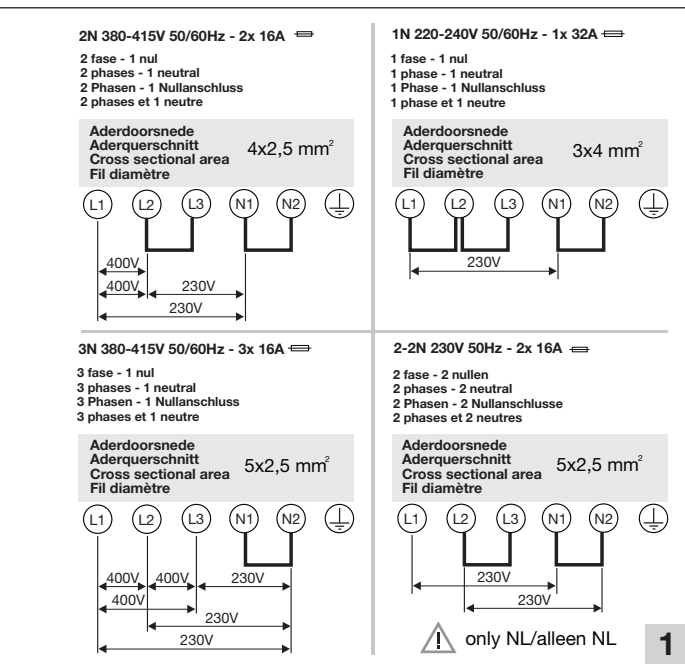 2N 380-415V 50/60Hz - 2x 16A
2 fase - 1 nul
2 phases - 1 neutral
2 Phasen - 1 Nullanschluss
2 phases et 1 neutre
Aderdoorsnede
Aderquerschnitt
Cross sectional area
Fil diamètre
4x2,5 mm²
L1 L2 L3 N1 N2
400V
400V 230V
230V
1N 220-240V 50/60Hz - 1x 32A
1 fase - 1 nul
1 phase - 1 neutral
1 Phase - 1 Nullanschluss
1 phase et 1 neutre
Aderdoorsnede
Aderquerschnitt
Cross sectional area
Fil diamètre
3x4 mm²
L1 L2 L3 N1 N2
230V
3N 380-415V 50/60Hz - 3x 16A
3 fase - 1 nul
3 phases - 1 neutral
3 Phasen - 1 Nullanschluss
3 phases et 1 neutre
Aderdoorsnede
Aderquerschnitt
Cross sectional area
Fil diamètre
5x2,5 mm²
L1 L2 L3 N1 N2
400V 400V 230V
400V
230V
230V
2-2N 230V 50Hz - 2x 16A
2 fase - 2 nullen
2 phases - 2 neutral
2 Phasen - 2 Nullanschlusse
2 phases et 2 neutres
Aderdoorsnede
Aderquerschnitt
Cross sectional area
Fil diamètre
5x2,5 mm²
L1 L2 L3 N1 N2
230V
230V
! only NL/alleen NL
1